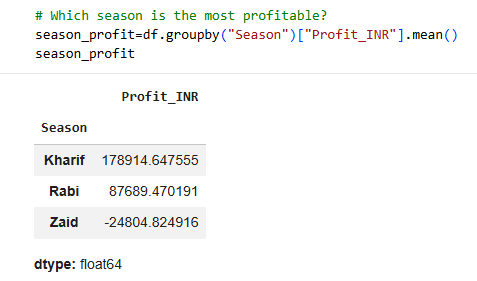 # Which season is the most profitable?
season_profit=df.groupby("Season")["Profit_INR"].mean()
season_profit
Profit_INR
Season
Kharif 178914.647555
Rabi 87689.470191
Zaid -24804.824916
dtype: float64